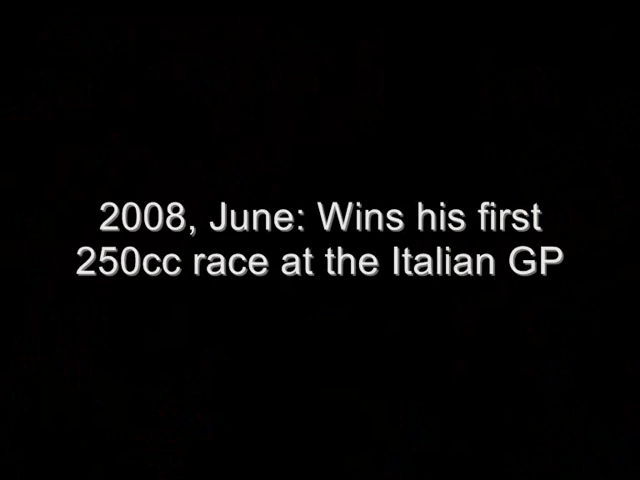 2008, June: Wins his first
250cc race at the Italian GP